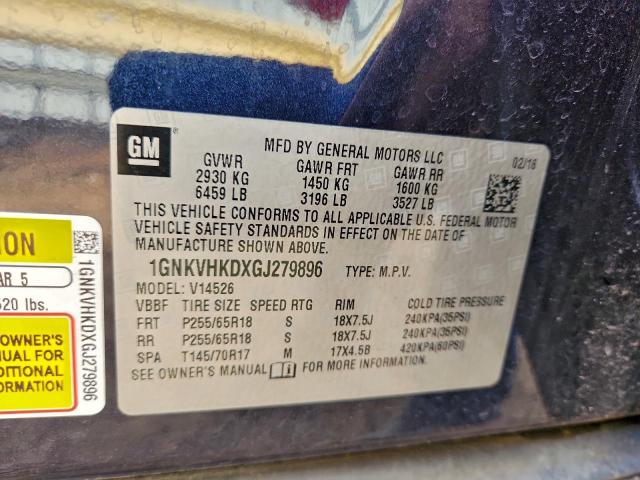 GM
MFD BY GENERAL MOTORS LLC
02/16
GVWR GAWR FRT GAWR RR
2930 KG 1450 KG 1600 KG
6459 LB 3196 LB 3527 LB
THIS VEHICLE CONFORMS TO ALL APPLICABLE U.S. FEDERAL MOTOR
VEHICLE SAFETY STANDARDS IN EFFECT ON THE DATE OF
MANUFACTURE SHOWN ABOVE.
1GNKVHKDXGJ279896 TYPE: M.P.V.
MODEL: V14526
VBBF TIRE SIZE SPEED RTG RIM COLD TIRE PRESSURE
FRT P255/65R18 S 18X7.5J 240KPA(35PSI)
RR P255/65R18 S 18X7.5J 240KPA(35PSI)
SPA T145/70R17 M 17X4.5B 420KPA(60PSI)
SEE OWNER'S MANUAL FOR MORE INFORMATION.
ION
AR 5
520 lbs.
OWNER'S
NUAL FOR
DITIONAL
RMATION
1GNKVHKDXGJ279896